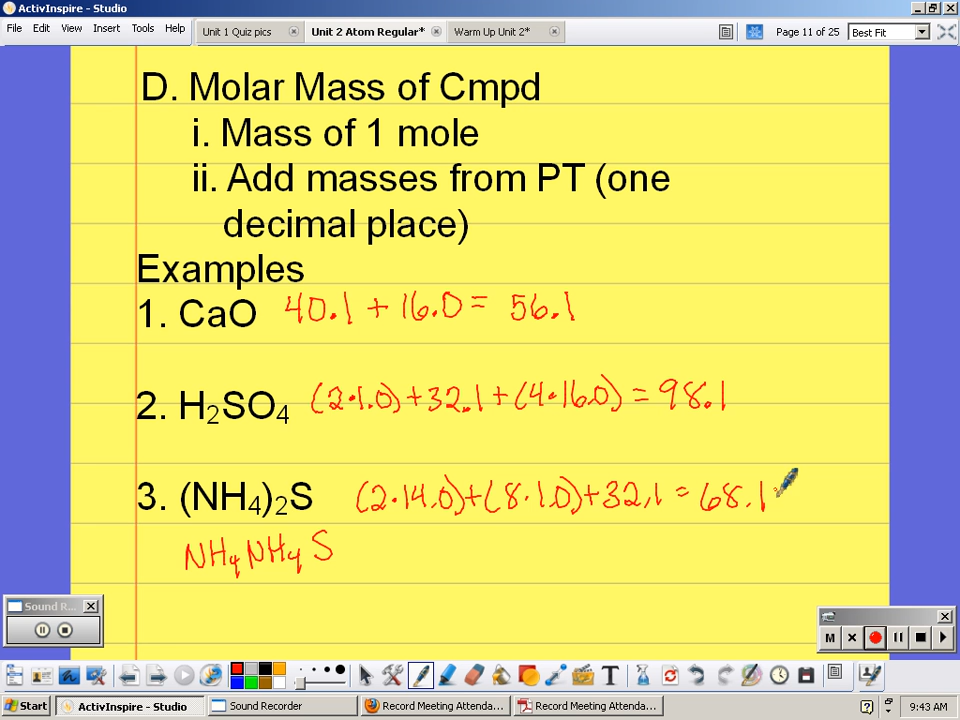 ActivInspire - Studio
File Edit View Insert Tools Help Unit 1 Quiz pics Unit 2 Atom Regular* Warm Up Unit 2* Page 11 of 25 Best Fit
D. Molar Mass of Cmpd
i. Mass of 1 mole
ii. Add masses from PT (one
decimal place)
Examples
1. CaO 40.1 + 16.0 = 56.1
2. H₂SO₄ (2•1.0)+32.1+(4•16.0)=98.1
3. (NH₄)₂S (2•14.0)+(8•1.0)+32.1=68.1
NH₄NH₄S
Sound R...
M
Start ActivInspire - Studio Sound Recorder Record Meeting Attenda... Record Meeting Attenda... 9:43 AM